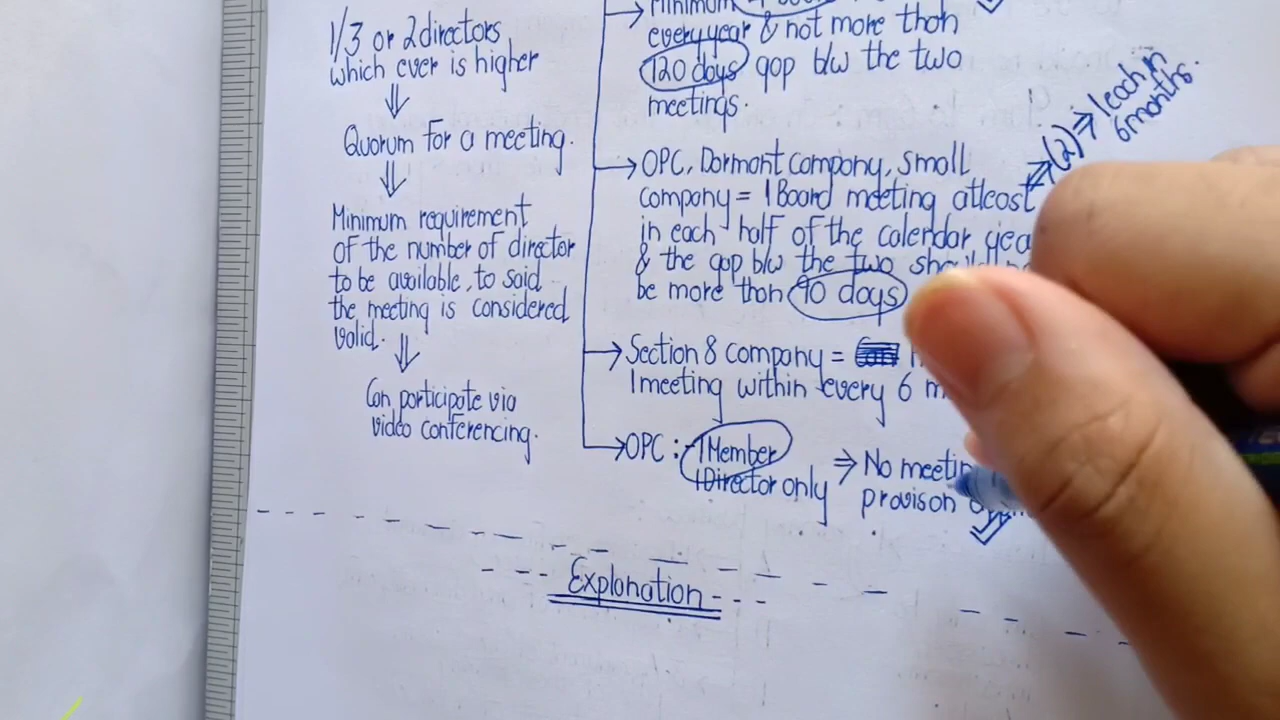 1/3 or 2 directors
which ever is higher
Quorum for a meeting.
Minimum requirement
of the number of director
to be available, to said
the meeting is considered
valid.
Can participate via
video conferencing.
Minimum
every year & not more than
120 days gap b/w the two
meetings.
OPC, Dormant company, small
company = 1 Board meeting atleast
in each half of the calendar
& the gap b/w the two
be more than 90 days
(2) ⇒ 1 each in
6 months.
Section 8 company =
1 meeting within every 6
OPC :- 1 Member
1 Director only
⇒ No
provison
Explanation